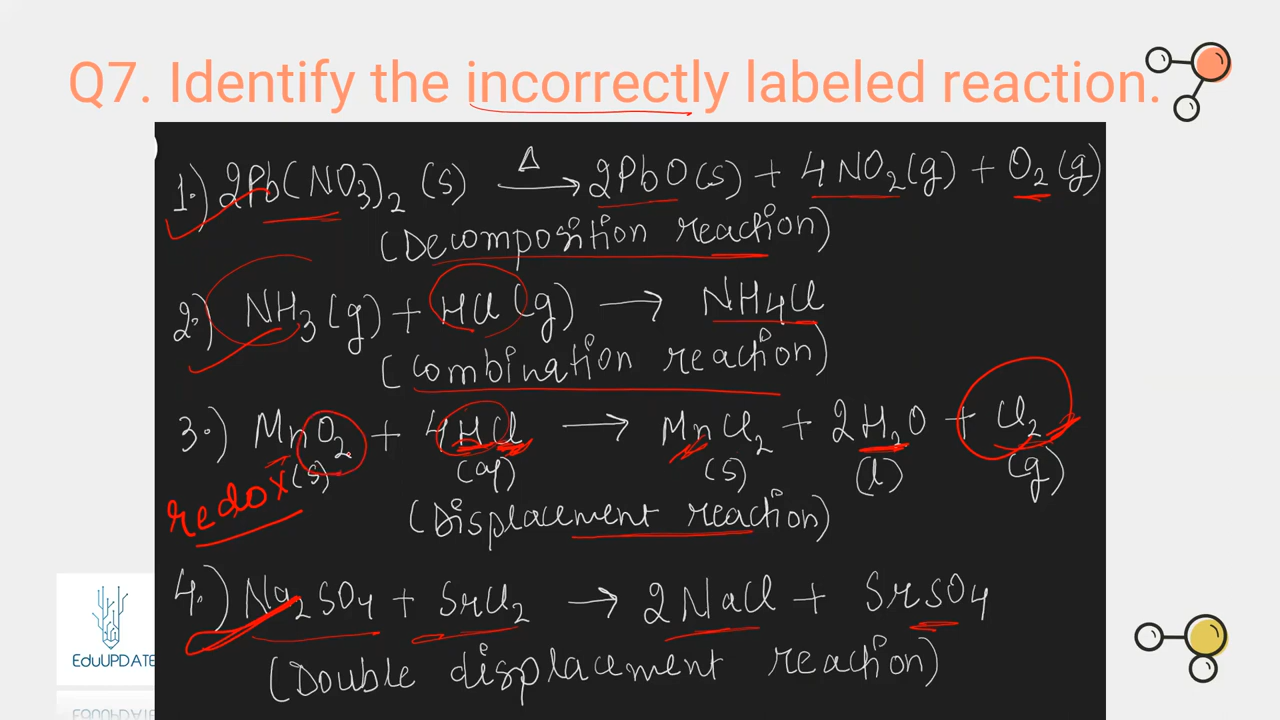 Q7. Identify the incorrectly labeled reaction.
1.) 2Pb(NO3)2 (s) Δ→ 2PbO(s) + 4NO2(g) + O2(g)
(Decomposition reaction)
2.) NH3(g) + HCl(g) → NH4Cl
(Combination reaction)
3.) MnO2 + 4HCl → MnCl2 + 2H2O + Cl2
(s) (aq) (s) (l) (g)
redox
(Displacement reaction)
4.) Na2SO4 + SrCl2 → 2NaCl + SrSO4
(Double displacement reaction)
EduUPDATE